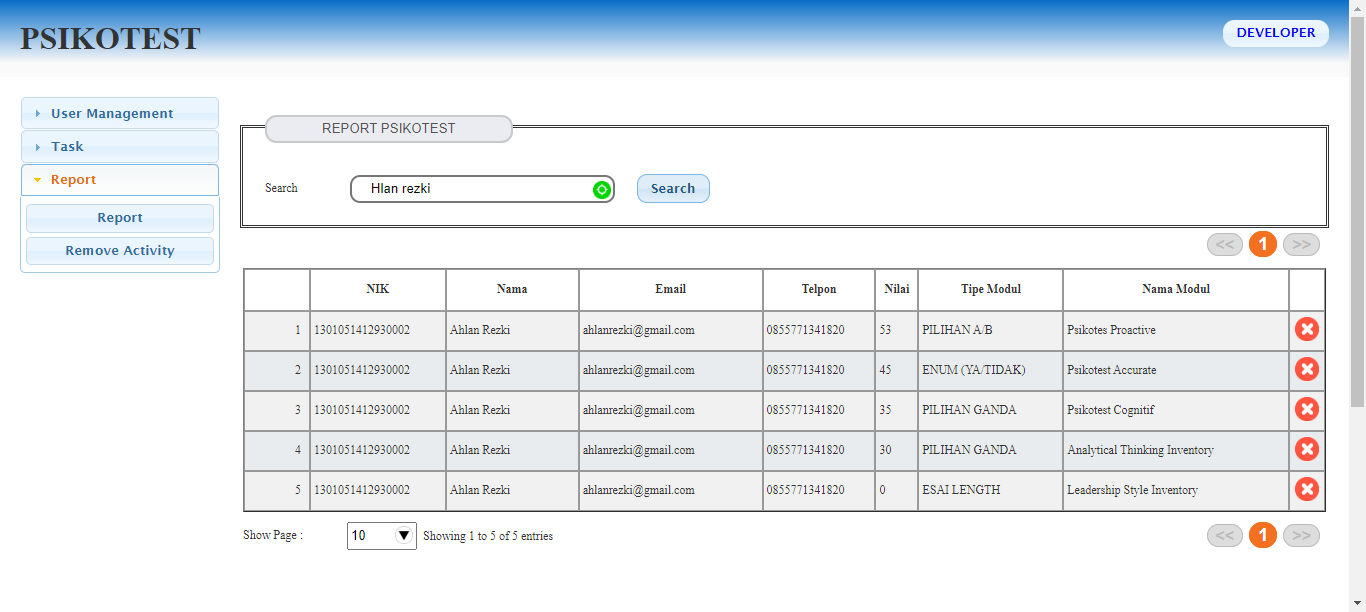 PSIKOTEST
DEVELOPER
User Management
Task
Report
Report
Remove Activity
REPORT PSIKOTEST
Search Hlan rezki Search
<< 1 >>
NIK Nama Email Telpon Nilai Tipe Modul Nama Modul
1 1301051412930002 Ahlan Rezki ahlanrezki@gmail.com 0855771341820 53 PILIHAN A/B Psikotes Proactive
2 1301051412930002 Ahlan Rezki ahlanrezki@gmail.com 0855771341820 45 ENUM (YA/TIDAK) Psikotest Accurate
3 1301051412930002 Ahlan Rezki ahlanrezki@gmail.com 0855771341820 35 PILIHAN GANDA Psikotest Cognitif
4 1301051412930002 Ahlan Rezki ahlanrezki@gmail.com 0855771341820 30 PILIHAN GANDA Analytical Thinking Inventory
5 1301051412930002 Ahlan Rezki ahlanrezki@gmail.com 0855771341820 0 ESAI LENGTH Leadership Style Inventory
Show Page : 10 Showing 1 to 5 of 5 entries << 1 >>